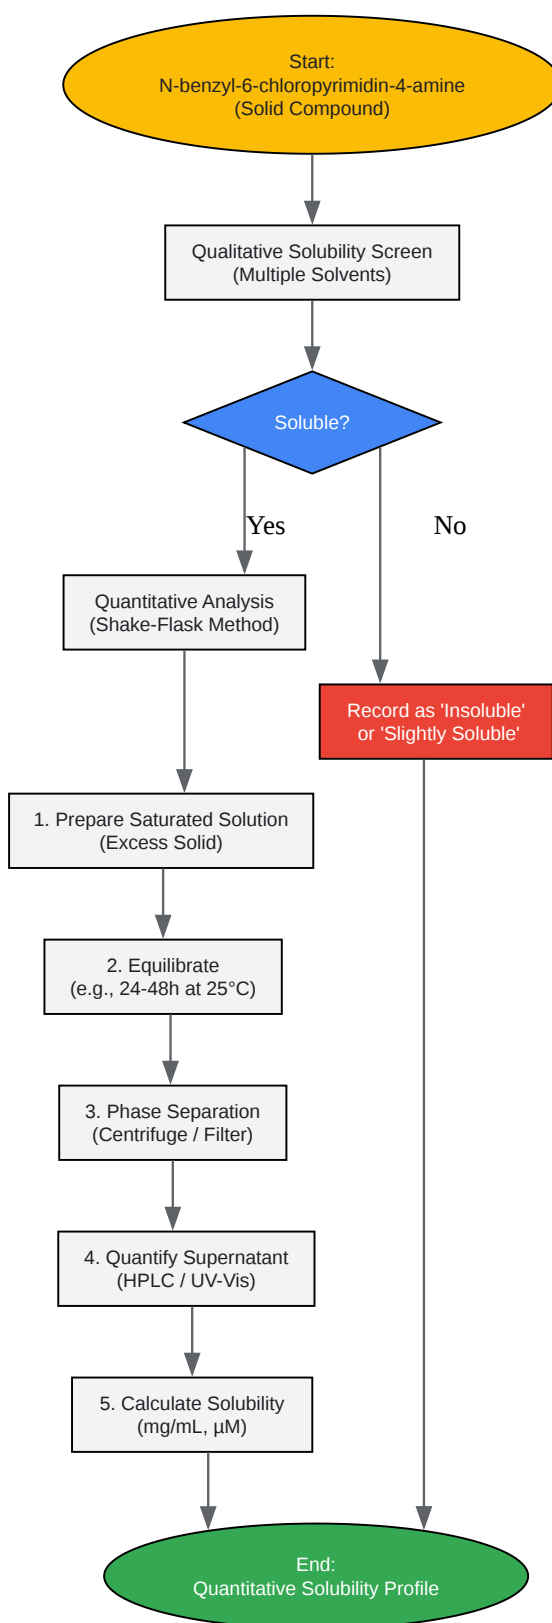 Start:
N-benzyl-6-chloropyrimidin-4-amine
(Solid Compound)
Qualitative Solubility Screen
(Multiple Solvents)
Soluble?
Yes
No
Quantitative Analysis
(Shake-Flask Method)
Record as 'Insoluble'
or 'Slightly Soluble'
1. Prepare Saturated Solution
(Excess Solid)
2. Equilibrate
(e.g., 24-48h at 25°C)
3. Phase Separation
(Centrifuge / Filter)
4. Quantify Supernatant
(HPLC / UV-Vis)
5. Calculate Solubility
(mg/mL, µM)
End:
Quantitative Solubility Profile